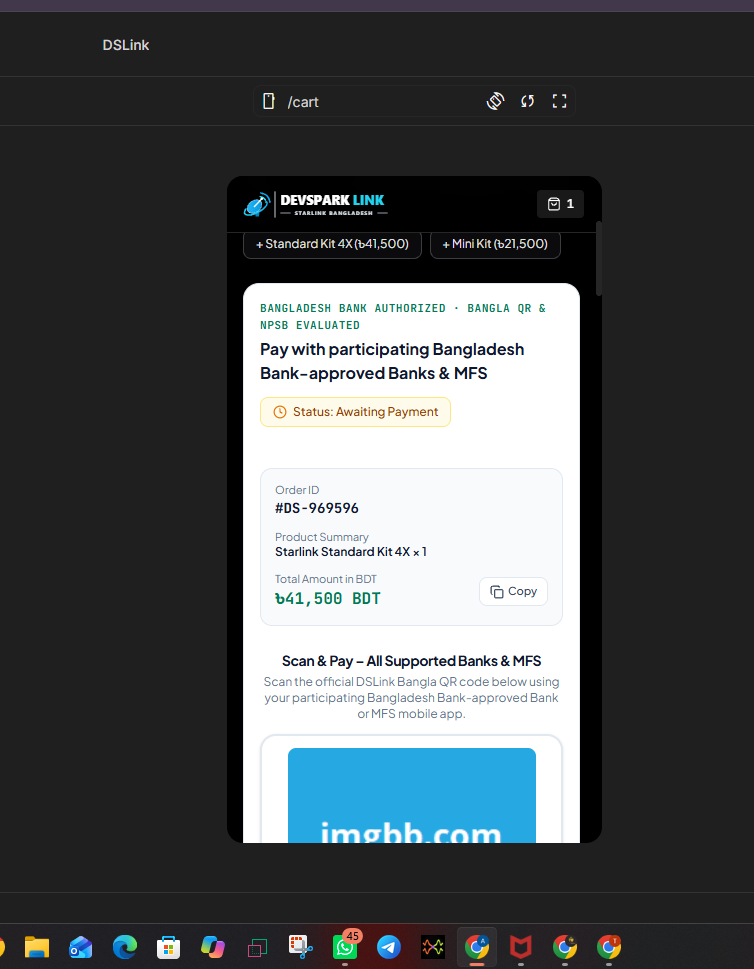 DSLink
/cart
DEVSPARK LINK
STARLINK BANGLADESH
1
+ Standard Kit 4X (৳41,500)
+ Mini Kit (৳21,500)
BANGLADESH BANK AUTHORIZED · BANGLA QR &
NPSB EVALUATED
Pay with participating Bangladesh
Bank-approved Banks & MFS
Status: Awaiting Payment
Order ID
#DS-969596
Product Summary
Starlink Standard Kit 4X × 1
Total Amount in BDT
৳41,500 BDT
Copy
Scan & Pay – All Supported Banks & MFS
Scan the official DSLink Bangla QR code below using
your participating Bangladesh Bank-approved Bank
or MFS mobile app.
imgbb.com
45